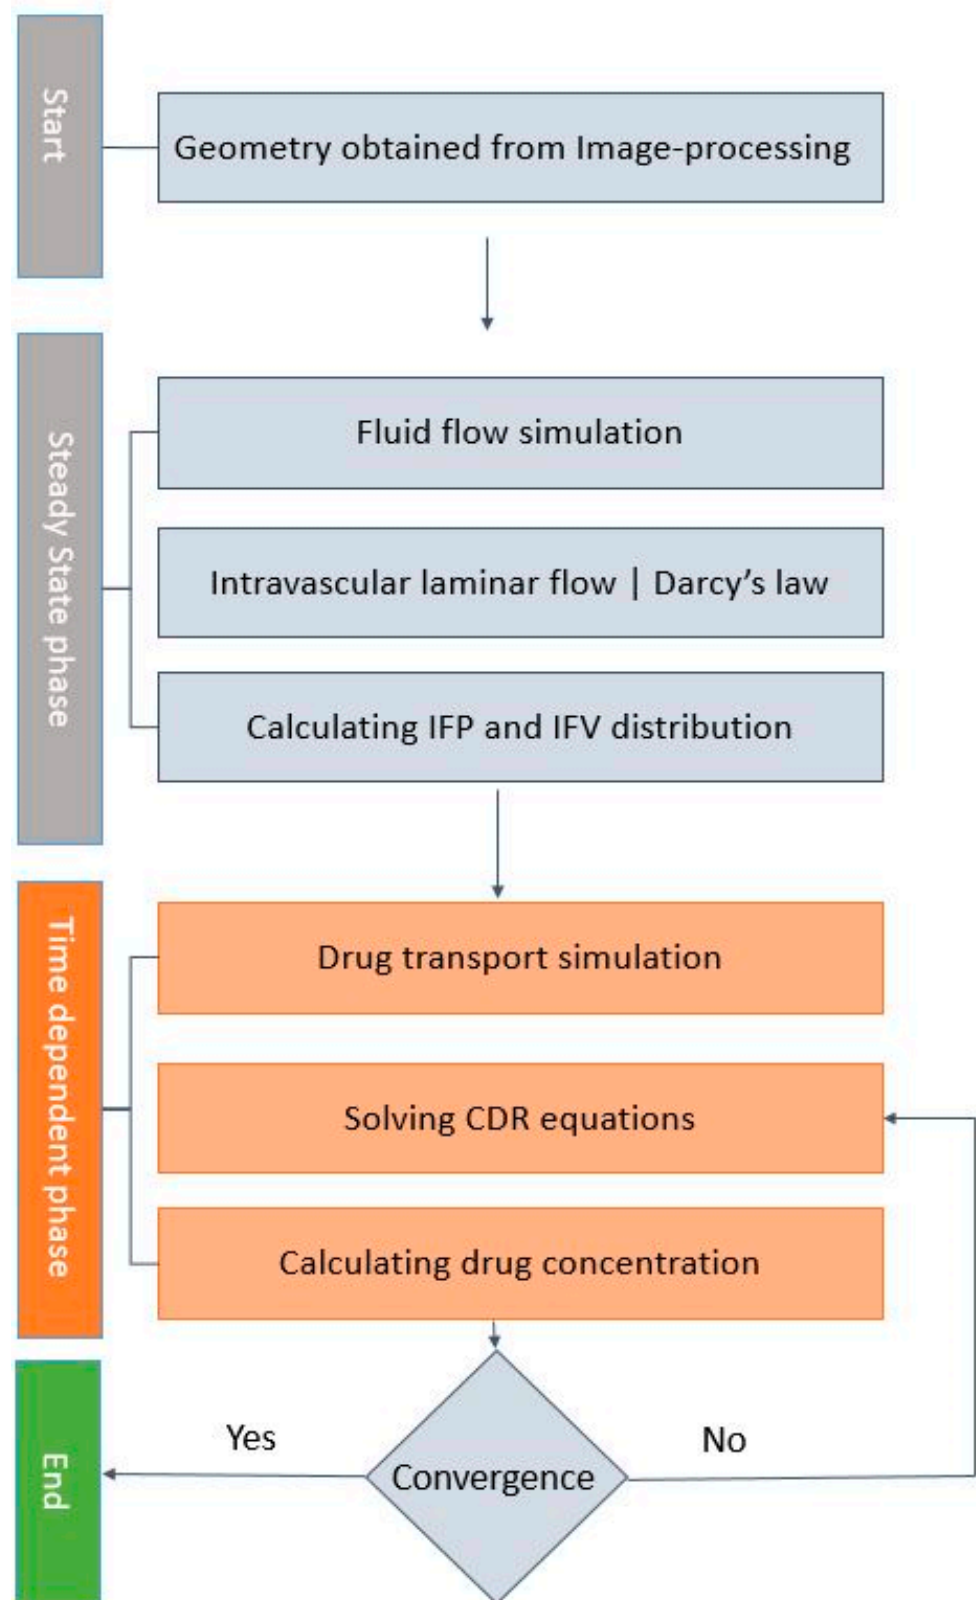 Start
Geometry obtained from Image-processing
Steady State phase
Fluid flow simulation
Intravascular laminar flow | Darcy’s law
Calculating IFP and IFV distribution
Time dependent phase
Drug transport simulation
Solving CDR equations
Calculating drug concentration
Yes
No
Convergence
End